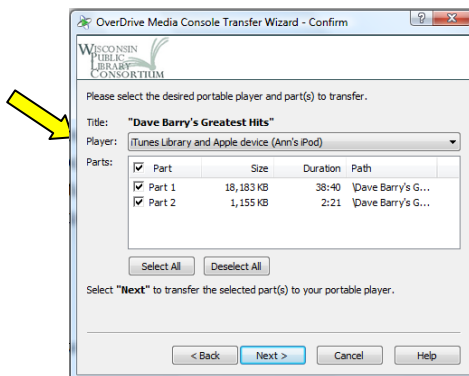 OverDrive Media Console Transfer Wizard - Confirm
WISCONSIN
PUBLIC
LIBRARY
CONSORTIUM
Please select the desired portable player and part(s) to transfer.
Title: "Dave Barry's Greatest Hits"
Player: iTunes Library and Apple device (Ann's iPod)
Parts: Part Size Duration Path
Part 1 18,183 KB 38:40 \Dave Barry's G...
Part 2 1,155 KB 2:21 \Dave Barry's G...
Select All Deselect All
Select "Next" to transfer the selected part(s) to your portable player.
< Back Next > Cancel Help